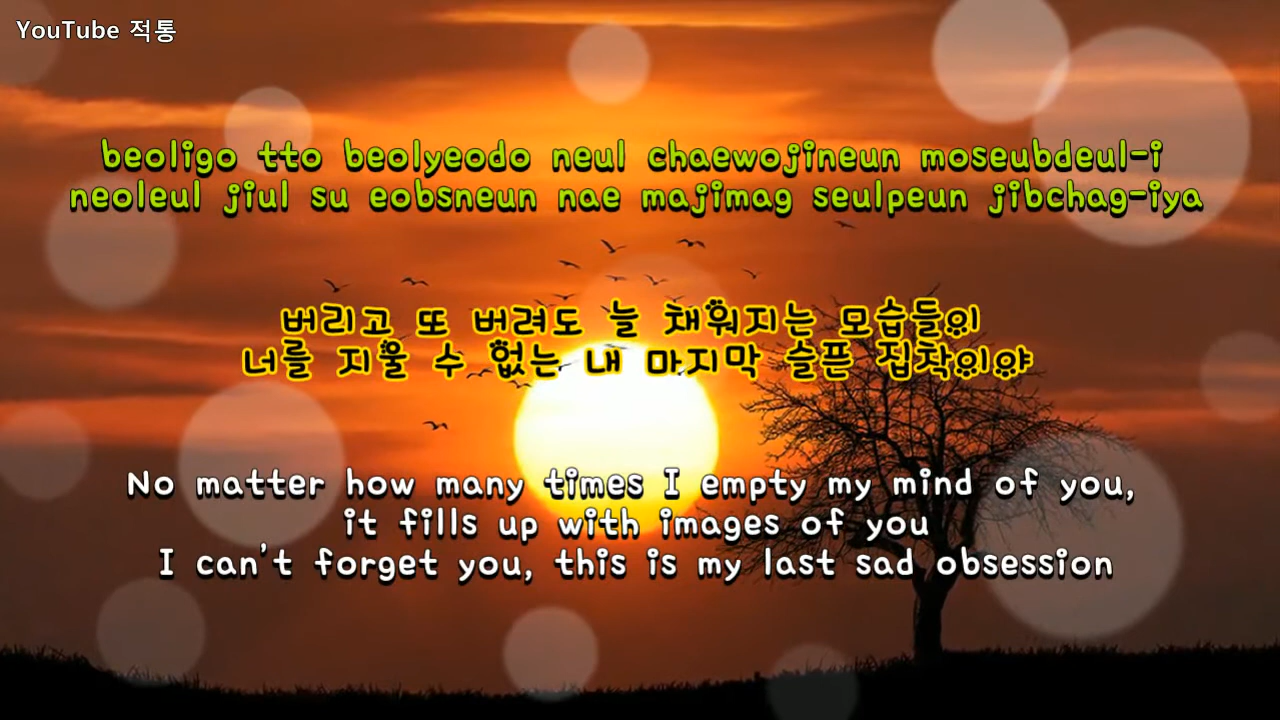 YouTube 적통
beoligo tto beolyeodo neul chaewojineun moseubdeul-i
neoleul jiul su eobsneun nae majimag seulpeun jibchag-iya
버리고 또 버려도 늘 채워지는 모습들이
너를 지울 수 없는 내 마지막 슬픈 집착이야
No matter how many times I empty my mind of you,
it fills up with images of you
I can't forget you, this is my last sad obsession